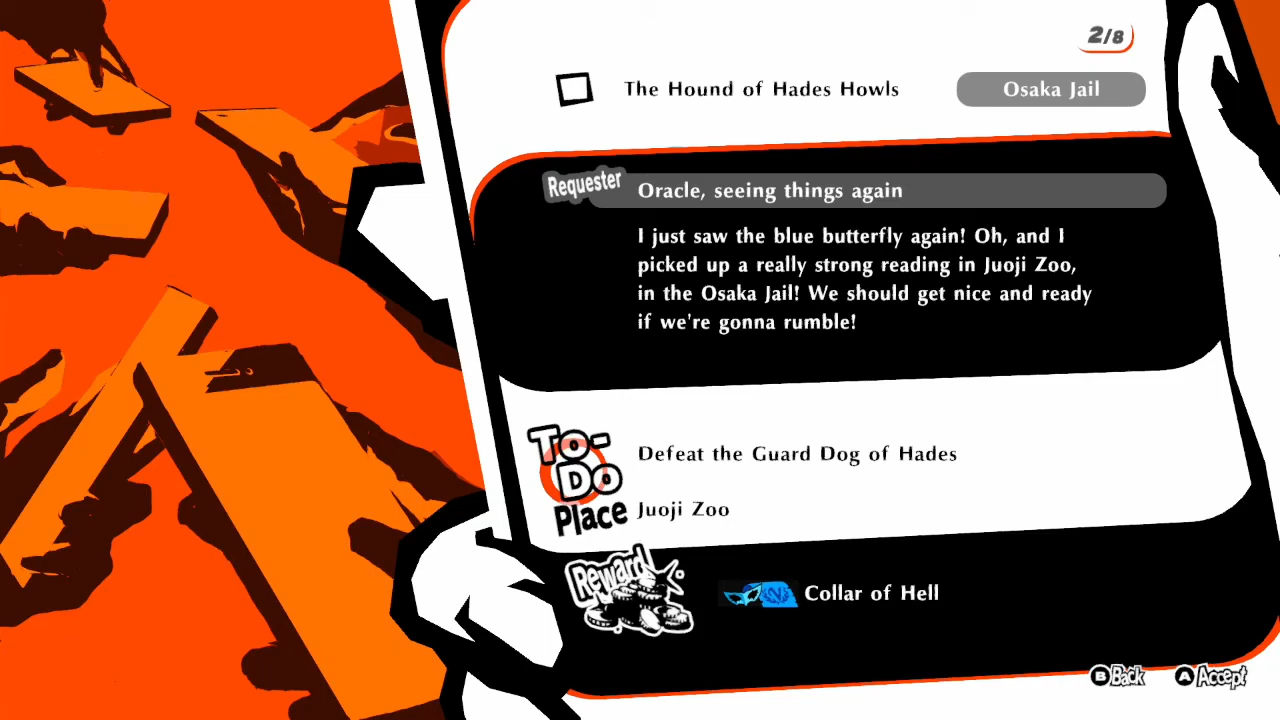 2/8
The Hound of Hades Howls
Osaka Jail
Requester
Oracle, seeing things again
I just saw the blue butterfly again! Oh, and I
picked up a really strong reading in Juoji Zoo,
in the Osaka Jail! We should get nice and ready
if we're gonna rumble!
To-
Do
Defeat the Guard Dog of Hades
Place
Juoji Zoo
Reward
Collar of Hell
B Back
A Accept